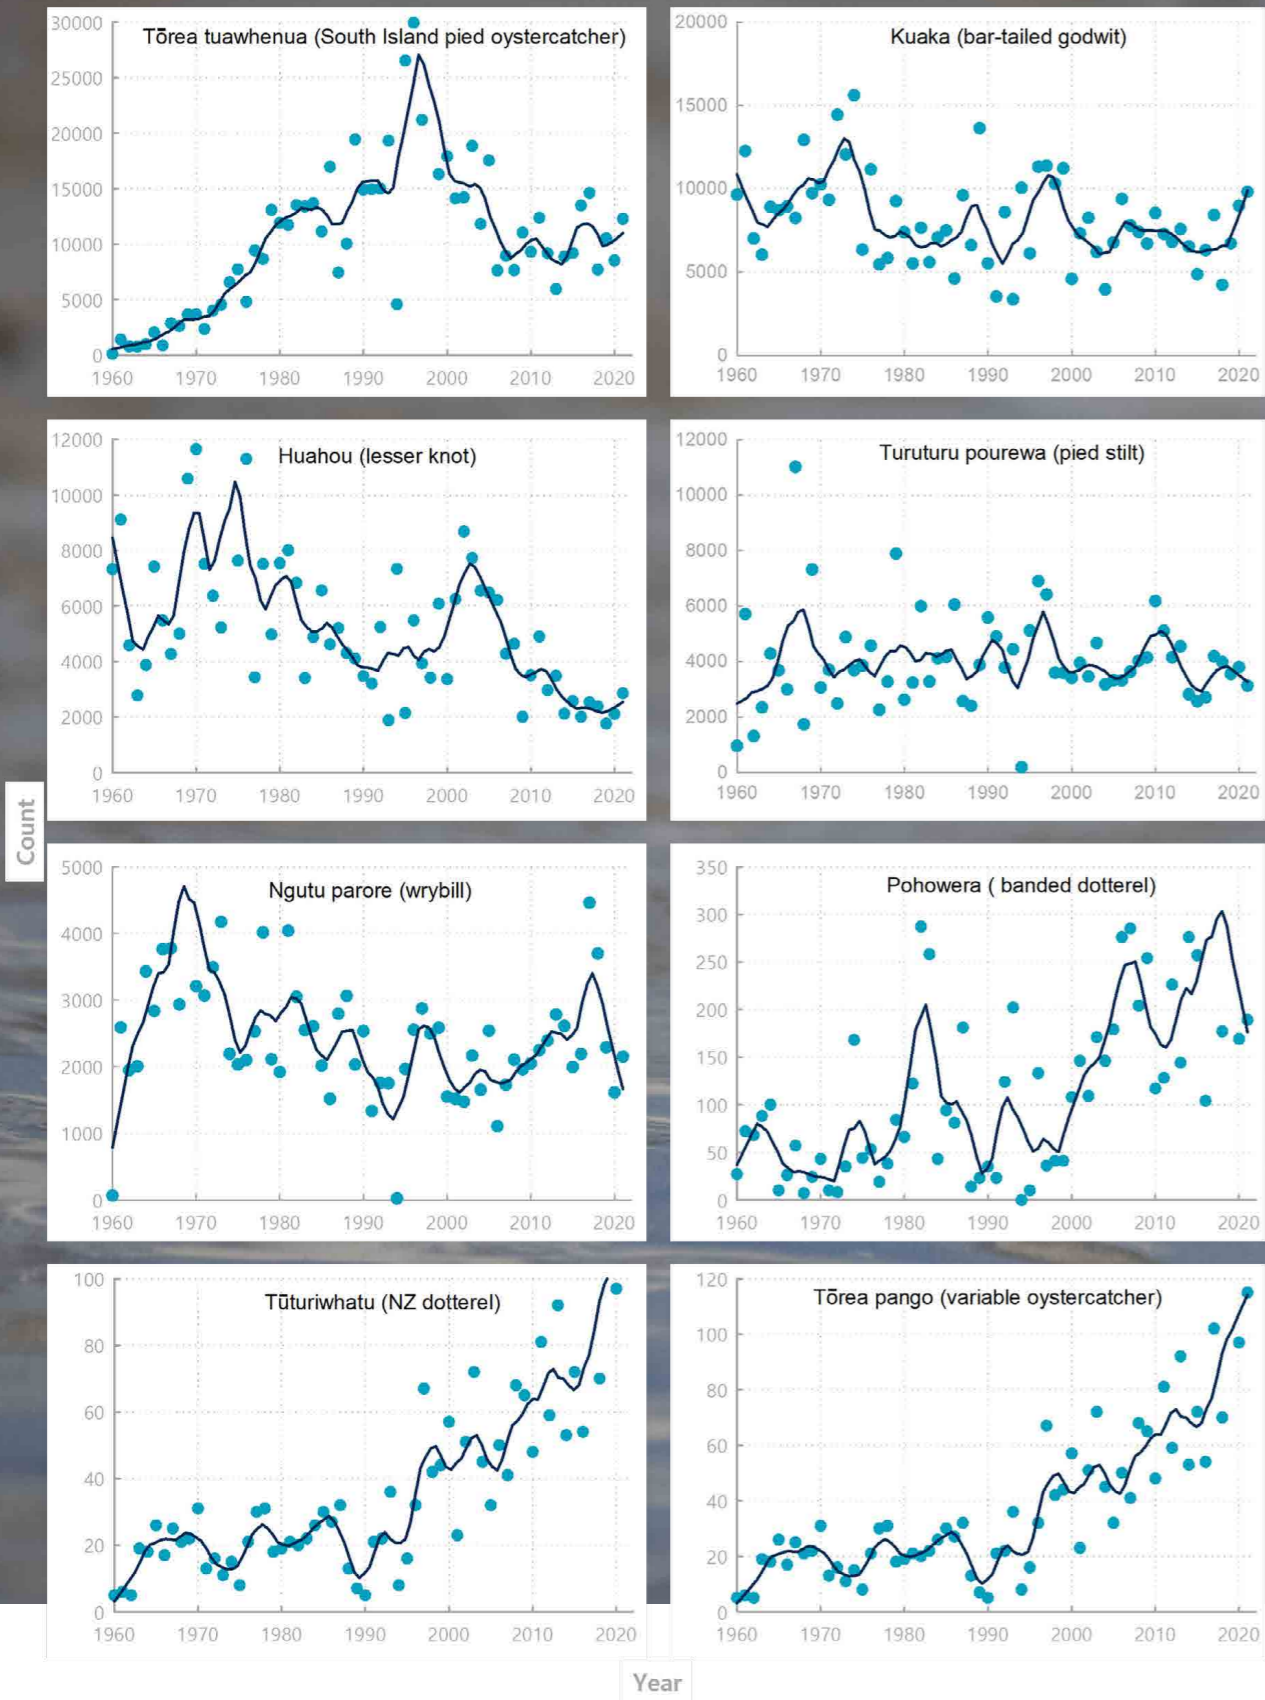 Tōrea tuawhenua (South Island pied oystercatcher)
30000
25000
20000
15000
10000
5000
0
1960 1970 1980 1990 2000 2010 2020
Kuaka (bar-tailed godwit)
20000
15000
10000
5000
0
1960 1970 1980 1990 2000 2010 2020
Huahou (lesser knot)
12000
10000
8000
6000
4000
2000
0
1960 1970 1980 1990 2000 2010 2020
Turuturu pourewa (pied stilt)
12000
10000
8000
6000
4000
2000
0
1960 1970 1980 1990 2000 2010 2020
Count
Ngutu parore (wrybill)
5000
4000
3000
2000
1000
0
1960 1970 1980 1990 2000 2010 2020
Pohowera ( banded dotterel)
350
300
250
200
150
100
50
0
1960 1970 1980 1990 2000 2010 2020
Tūturiwhatu (NZ dotterel)
100
80
60
40
20
0
1960 1970 1980 1990 2000 2010 2020
Tōrea pango (variable oystercatcher)
120
100
80
60
40
20
0
1960 1970 1980 1990 2000 2010 2020
Year